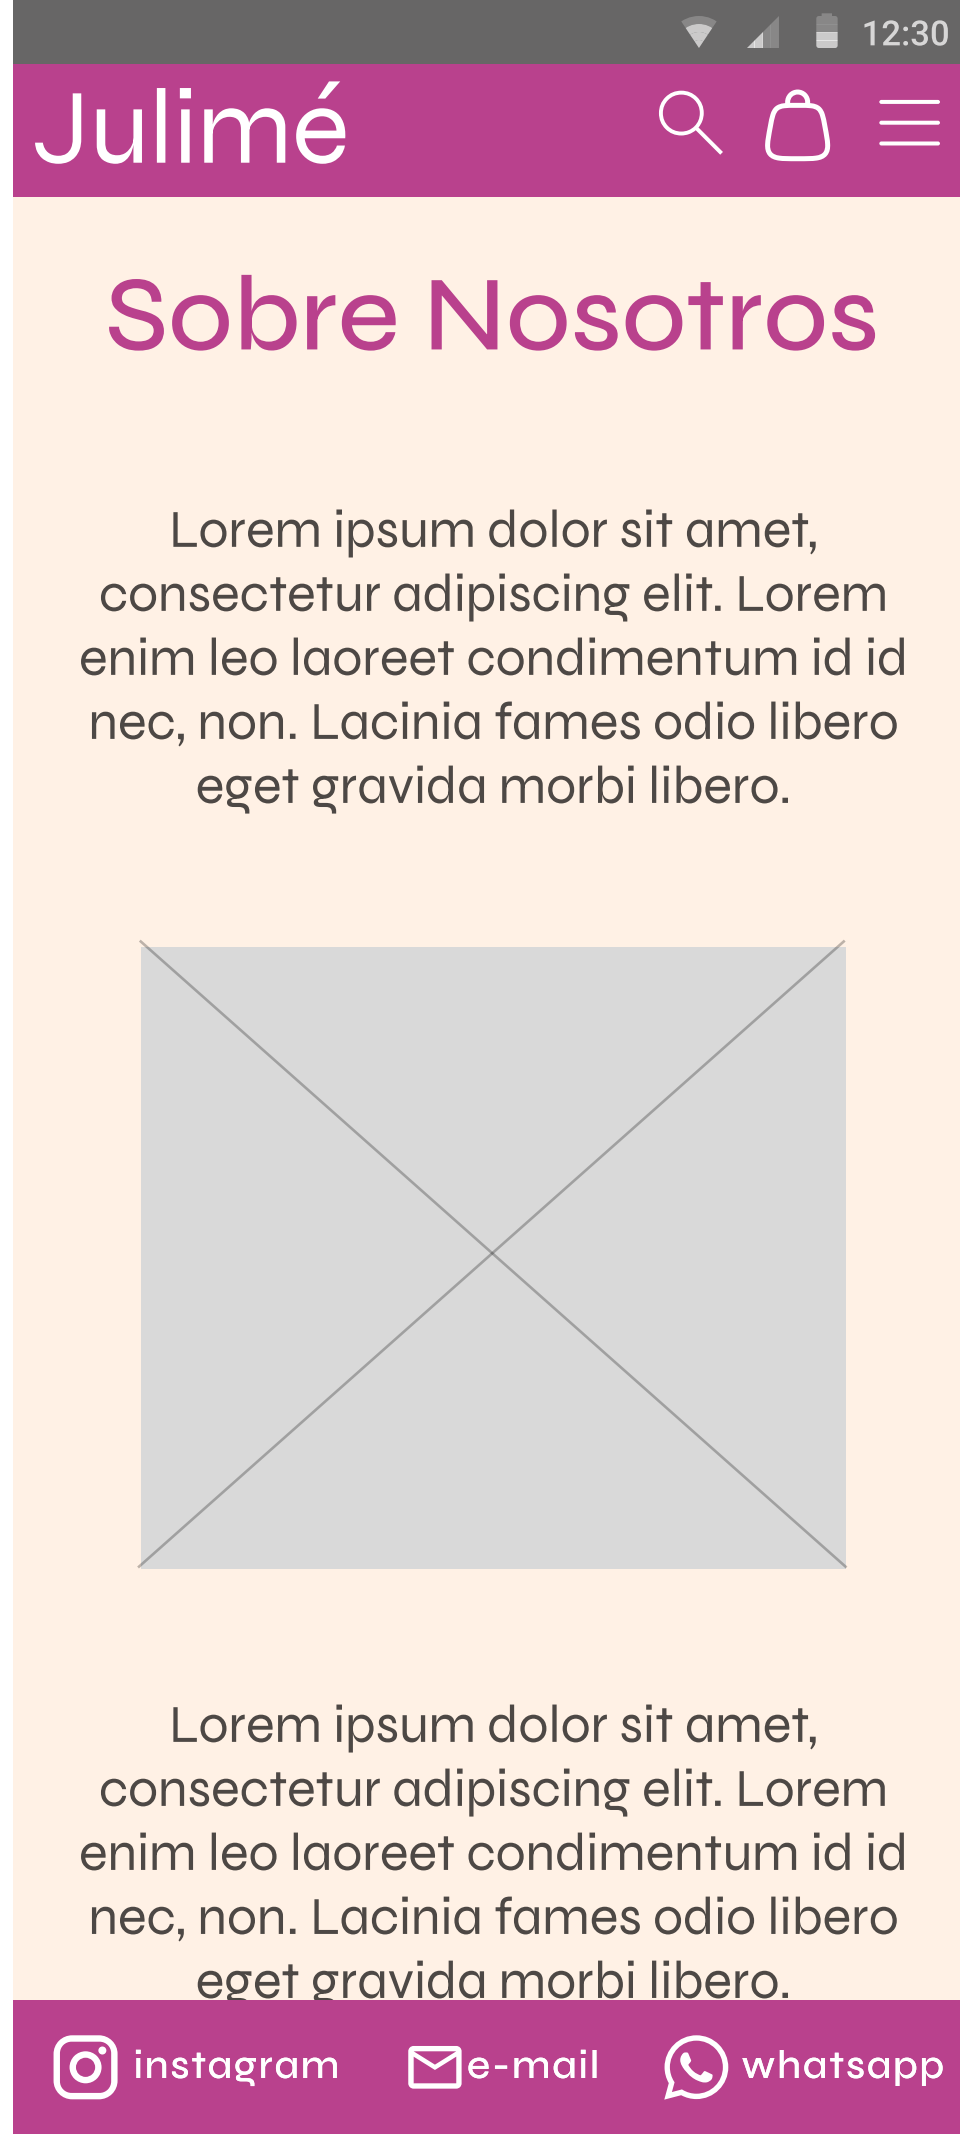 12:30
Julimé
Sobre Nosotros
Lorem ipsum dolor sit amet,
consectetur adipiscing elit. Lorem
enim leo laoreet condimentum id id
nec, non. Lacinia fames odio libero
eget gravida morbi libero.
Lorem ipsum dolor sit amet,
consectetur adipiscing elit. Lorem
enim leo laoreet condimentum id id
nec, non. Lacinia fames odio libero
eget gravida morbi libero.
instagram e-mail whatsapp